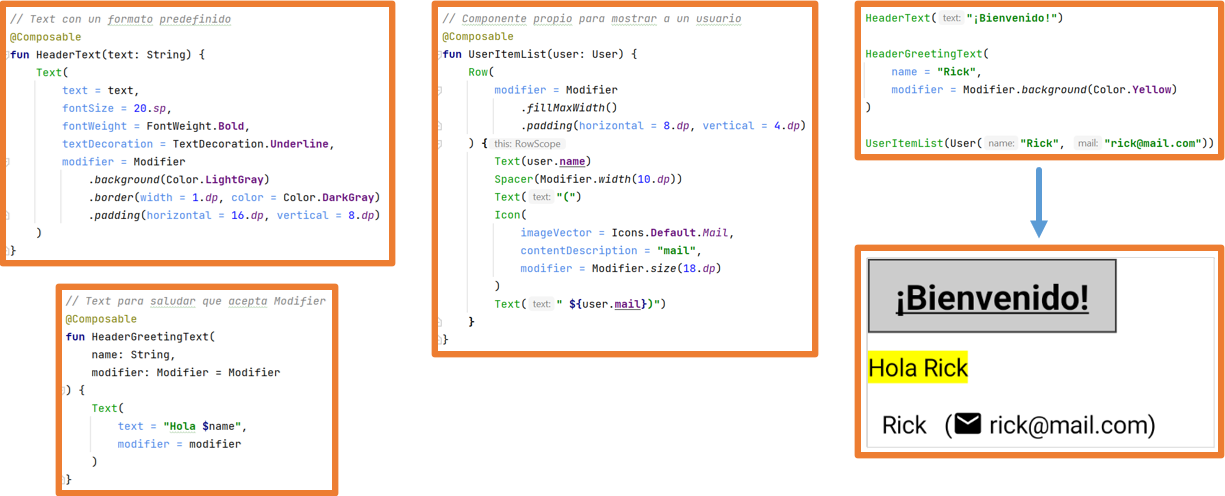 // Text con un formato predefinido
@Composable
fun HeaderText(text: String) {
    Text(
        text = text,
        fontSize = 20.sp,
        fontWeight = FontWeight.Bold,
        textDecoration = TextDecoration.Underline,
        modifier = Modifier
            .background(Color.LightGray)
            .border(width = 1.dp, color = Color.DarkGray)
            .padding(horizontal = 16.dp, vertical = 8.dp)
    )
}
// Text para saludar que acepta Modifier
@Composable
fun HeaderGreetingText(
    name: String,
    modifier: Modifier = Modifier
) {
    Text(
        text = "Hola $name",
        modifier = modifier
    )
}
// Componente propio para mostrar a un usuario
@Composable
fun UserItemList(user: User) {
    Row(
        modifier = Modifier
            .fillMaxWidth()
            .padding(horizontal = 8.dp, vertical = 4.dp)
    ) { this: RowScope
        Text(user.name)
        Spacer(Modifier.width(10.dp))
        Text( text: "(")
        Icon(
            imageVector = Icons.Default.Mail,
            contentDescription = "mail",
            modifier = Modifier.size(18.dp)
        )
        Text( text: " ${user.mail})")
    }
}
HeaderText( text: "¡Bienvenido!")
HeaderGreetingText(
    name = "Rick",
    modifier = Modifier.background(Color.Yellow)
)
UserItemList(User( name: "Rick", mail: "rick@mail.com"))
¡Bienvenido!
Hola Rick
Rick (rick@mail.com)